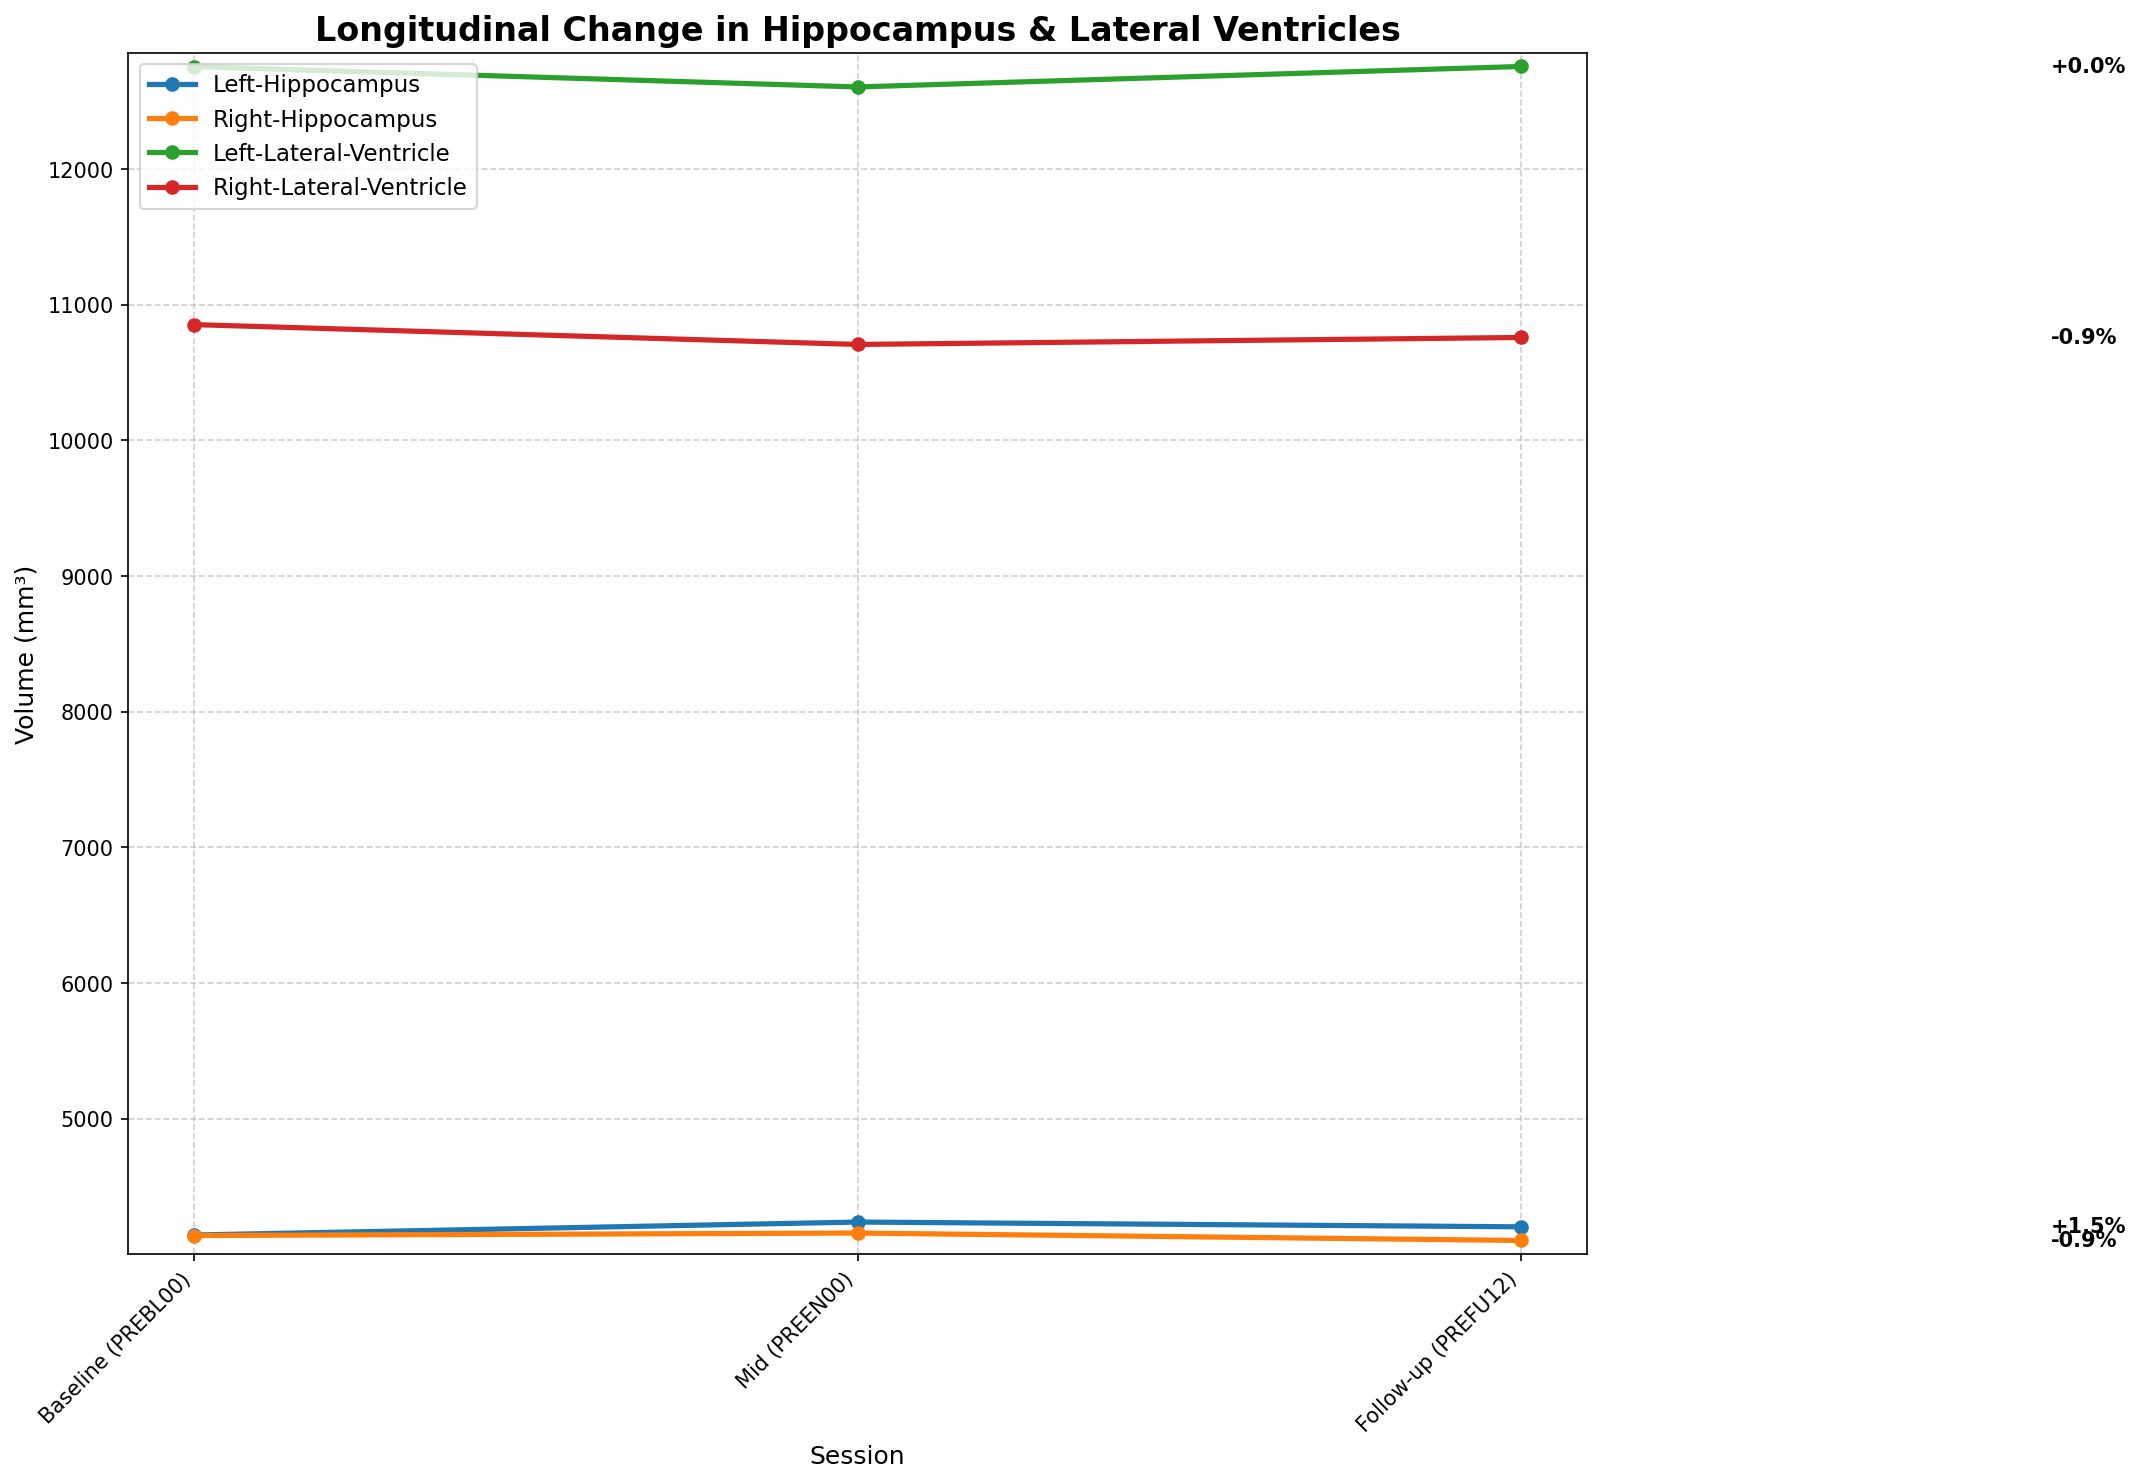 Longitudinal Change in Hippocampus & Lateral Ventricles
Left-Hippocampus
Right-Hippocampus
Left-Lateral-Ventricle
Right-Lateral-Ventricle
+0.0%
-0.9%
+1.5%
-0.9%
12000
11000
10000
9000
8000
7000
6000
5000
Volume (mm³)
Baseline (PREBL00)
Mid (PREEN00)
Follow-up (PREFU12)
Session